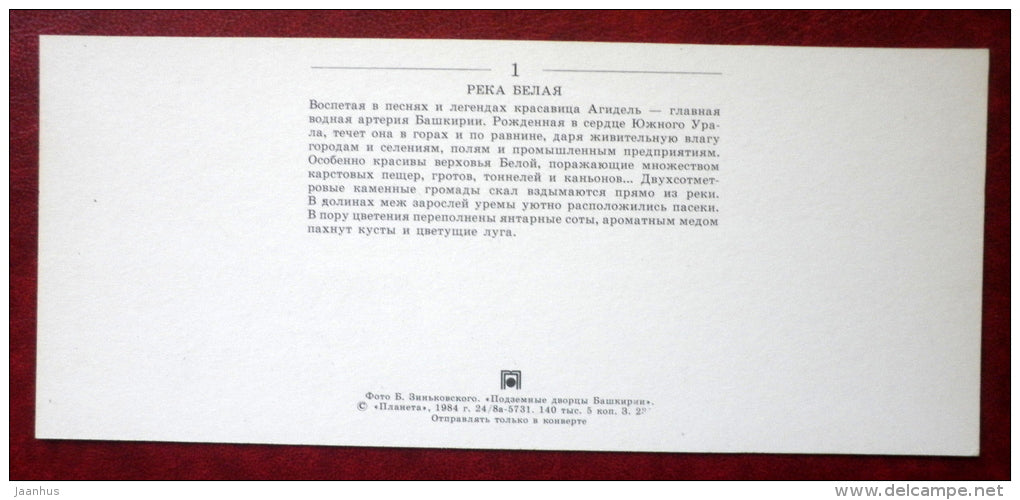 1
РЕКА БЕЛАЯ
Воспетая в песнях и легендах красавица Агидель — главная
водная артерия Башкирии. Рожденная в сердце Южного Ура-
ла, течет она в горах и по равнине, даря живительную влагу
городам и селениям, полям и промышленным предприятиям.
Особенно красивы верховья Белой, поражающие множеством
карстовых пещер, гротов, тоннелей и каньонов... Двухсотмет-
ровые каменные громады скал вздымаются прямо из реки.
В долинах меж зарослей уремы уютно расположились пасеки.
В пору цветения переполнены янтарные соты, ароматным медом
пахнут кусты и цветущие луга.
Фото Б. Зиньковского. «Подземные дворцы Башкирии».
© «Планета», 1984 г. 24/8а-5731. 140 тыс. 5 коп. З.
Отправлять только в конверте
jaanhus
delcampe.net